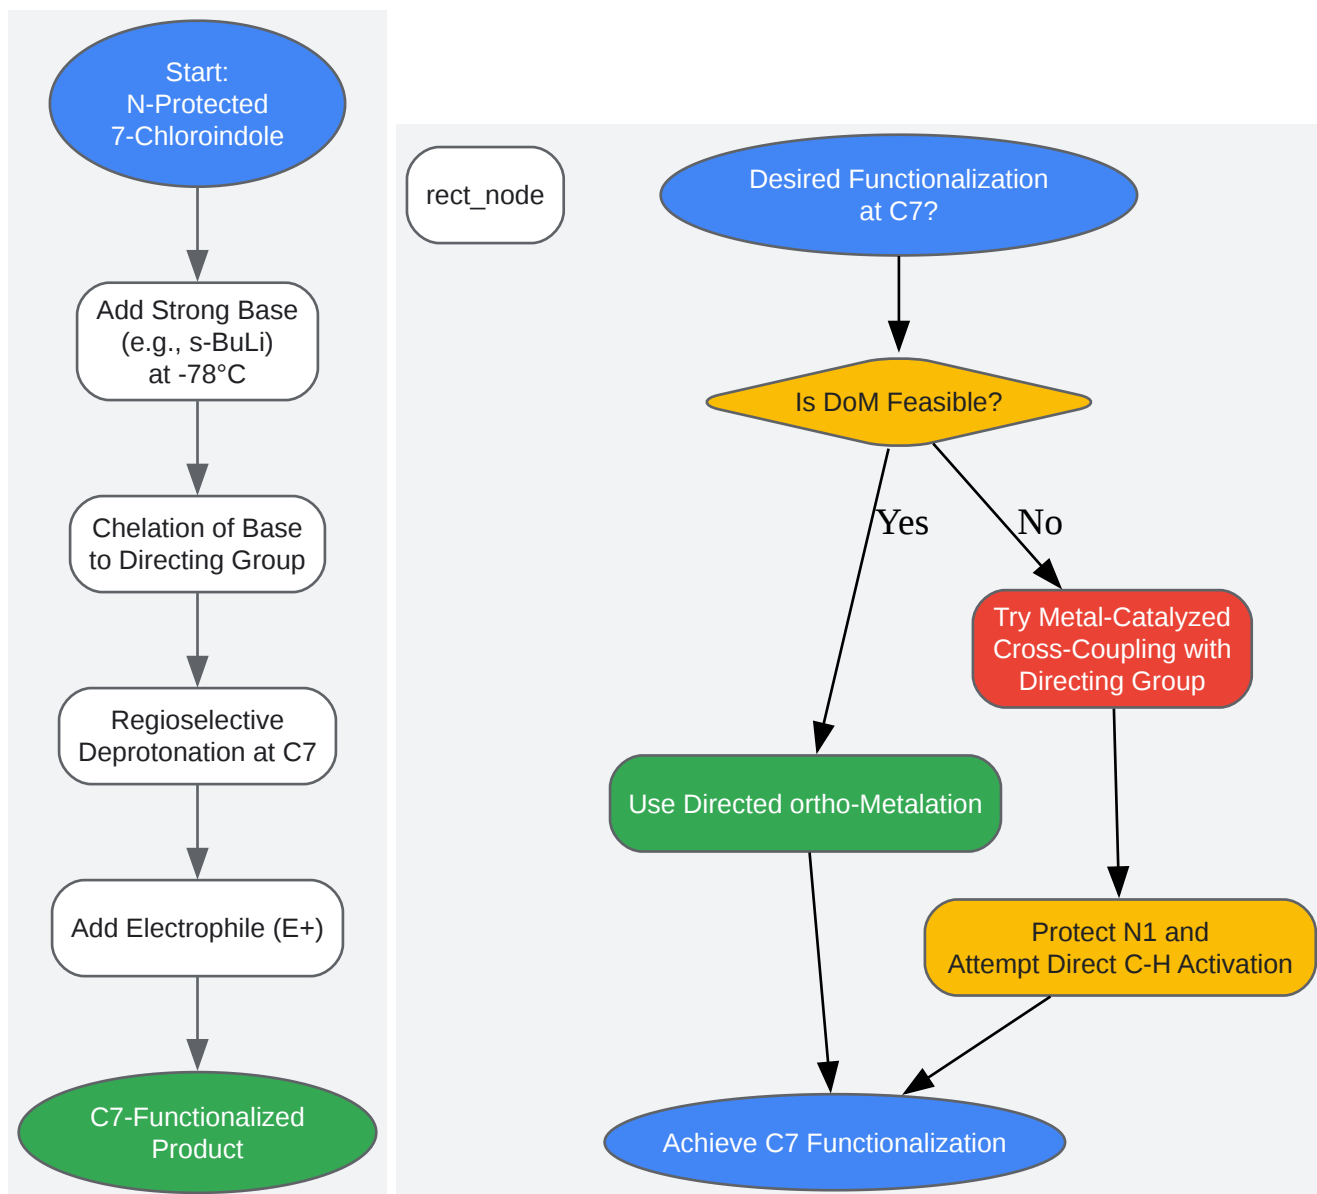 Start:
N-Protected
7-Chloroindole
Add Strong Base
(e.g., s-BuLi)
at -78°C
Chelation of Base
to Directing Group
Regioselective
Deprotonation at C7
Add Electrophile (E+)
C7-Functionalized
Product
rect_node
Desired Functionalization
at C7?
Is DoM Feasible?
Yes
No
Try Metal-Catalyzed
Cross-Coupling with
Directing Group
Use Directed ortho-Metalation
Protect N1 and
Attempt Direct C-H Activation
Achieve C7 Functionalization